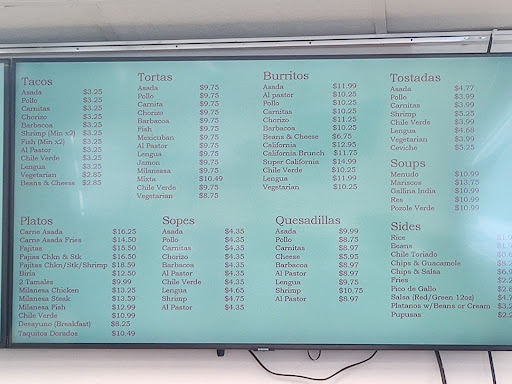 Tacos
Asada $3.25
Pollo $3.25
Carnitas $3.25
Chorizo $3.25
Barbacoa $3.25
Shrimp (Min x2) $3.25
Fish (Min x2) $3.25
Al Pastor $3.25
Chile Verde $3.25
Lengua $3.25
Vegetarian $2.85
Beans & Cheese $2.85
Tortas
Asada $9.75
Pollo $9.75
Carnita $9.75
Chorizo $9.75
Barbacoa $9.75
Fish $9.75
Mexicuban $9.75
Al Pastor $9.75
Lengua $9.75
Jamon $9.75
Milanessa $9.75
Mixta $10.49
Chile Verde $9.75
Vegetarian $8.75
Burritos
Asada $11.99
Al pastor $10.25
Pollo $10.25
Carnitas $10.25
Chorizo $11.25
Barbacoa $10.25
Beans & Cheese $6.75
California $12.95
California Brunch $11.75
Super California $14.99
Chile Verde $10.25
Lengua $11.99
Vegetarian $10.25
Tostadas
Asada $4.77
Pollo $3.99
Carnitas $3.99
Shrimp $5.25
Chile Verde $3.99
Lengua $4.68
Vegetarian $3.99
Ceviche $5.25
Soups
Menudo $10.99
Mariscos $13.75
Gallina India $10.99
Res $10.99
Pozole Verde $10.99
Platos
Carne Asada $16.25
Carne Asada Fries $14.50
Fajitas $15.50
Fajias Chkn & Stk $16.50
Fajitas Chkn/Stk/Shrimp $18.59
Biria $12.50
2 Tamales $9.99
Milanesa Chicken $13.25
Milanesa Steak $13.59
Milanesa Fish $12.99
Chile Verde $10.99
Desayuno (Breakfast) $8.25
Taquitos Dorados $10.49
Sopes
Asada $4.35
Pollo $4.35
Carnitas $4.35
Chorizo $4.35
Barbacoa $4.35
Al Pastor $4.35
Chile Verde $4.35
Lengua $4.65
Shrimp $4.75
Al Pastor $4.35
Quesadillas
Asada $9.99
Pollo $8.75
Carnitas $8.97
Cheese $5.95
Barbacoa $8.97
Al Pastor $8.97
Lengua $9.75
Shrimp $10.75
Al Pastor $8.97
Sides
Rice
Beans
Chile Toriado
Chips & Guacamole
Chips & Salsa
Fries
Pico de Gallo
Salsa (Red/Green 12oz)
Platanos w/Beans or Cream
Pupusas